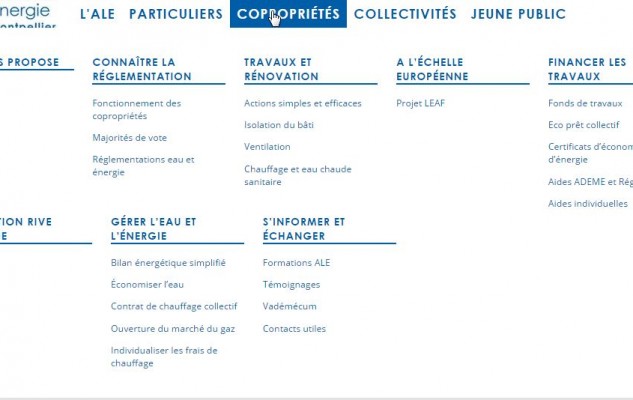 nergie
Montpellier
L'ALE PARTICULIERS COPROPRIÉTÉS COLLECTIVITÉS JEUNE PUBLIC
S PROPOSE
CONNAÎTRE LA
RÉGLEMENTATION
Fonctionnement des
copropriétés
Majorités de vote
Réglementations eau et
énergie
TRAVAUX ET
RÉNOVATION
Actions simples et efficaces
Isolation du bâti
Ventilation
Chauffage et eau chaude
sanitaire
A L'ÉCHELLE
EUROPÉENNE
Projet LEAF
FINANCER LES
TRAVAUX
Fonds de travaux
Eco prêt collectif
Certificats d'économ
d'énergie
Aides ADEME et Rég
Aides individuelles
TION RIVE
E
GÉRER L'EAU ET
L'ÉNERGIE
Bilan énergétique simplifié
Économiser l'eau
Contrat de chauffage collectif
Ouverture du marché du gaz
Individualiser les frais de
chauffage
S'INFORMER ET
ÉCHANGER
Formations ALE
Témoignages
Vadémécum
Contacts utiles